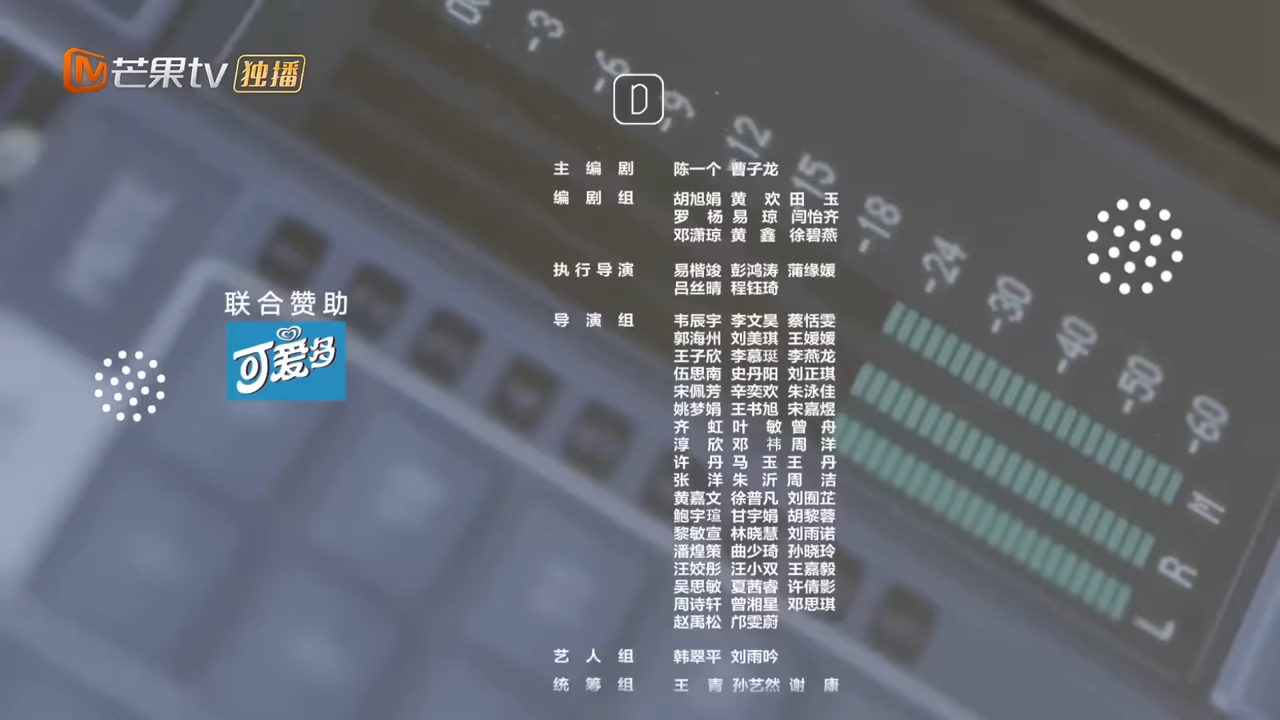 芒果tv 独播
D
主编剧 陈一个 曹子龙
编剧组 胡旭娟 黄欢 田玉
罗杨 易琼 闫怡齐
邓潇琼 黄鑫 徐碧燕
执行导演 易楷竣 彭鸿涛 蒲缘媛
吕丝晴 程钰琦
导演组 韦辰宇 李文昊 蔡恬雯
郭海州 刘美琪 王媛媛
王子欣 李慕珽 李燕龙
伍思南 史丹阳 刘正琪
宋佩芳 辛奕欢 朱泳佳
姚梦娟 王书旭 宋嘉煜
齐虹 叶敏 曾舟
淳欣 邓祎 周洋
许丹 马玉 王丹
张洋 朱沂 周洁
黄嘉文 徐普凡 刘囿芷
鲍宇瑄 甘宇娟 胡黎蓉
黎敏宣 林晓慧 刘雨诺
潘煌策 曲少琦 孙晓玲
汪姣彤 汪小双 王嘉毅
吴思敏 夏茜睿 许倩影
周诗轩 曾湘星 邓思琪
赵禹松 邝雯蔚
艺人组 韩翠平 刘雨吟
统筹组 王青 孙艺然 谢康
联合赞助
可爱多
-3
-6
-9
-12
-15
-18
-24
-30
-40
-50
-60
M
R
L